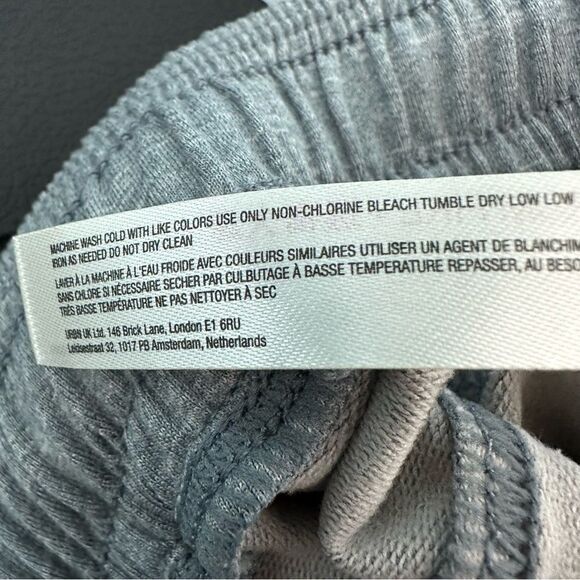 MACHINE WASH COLD WITH LIKE COLORS USE ONLY NON-CHLORINE BLEACH TUMBLE DRY LOW LOW
IRON AS NEEDED DO NOT DRY CLEAN
LAVER À LA MACHINE À L'EAU FROIDE AVEC COULEURS SIMILAIRES UTILISER UN AGENT DE BLANCHIM
SANS CHLORE SI NÉCESSAIRE SECHER PAR CULBUTAGE À BASSE TEMPERATURE REPASSER, AU BESO
TRÈS BASSE TEMPÉRATURE NE PAS NETTOYER À SEC
URBN UK Ltd. 146 Brick Lane, London E1 6RU
Leidsestraat 32, 1017 PB Amsterdam, Netherlands